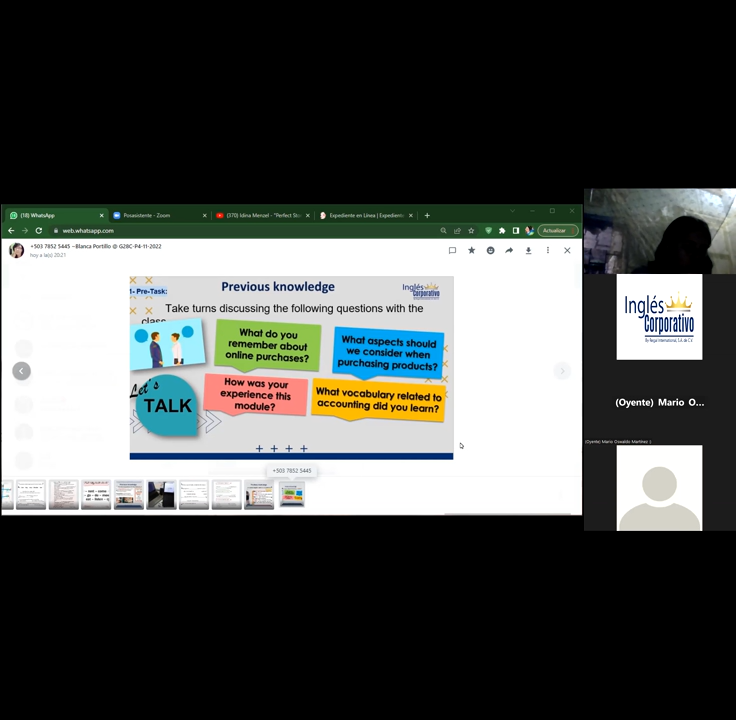 (18) WhatsApp
Posasistente - Zoom
(370) Idina Menzel - "Perfect Sto
Expediente en Línea | Expediente
web.whatsapp.com
Actualizar
+503 7852 5445 ~Blanca Portillo @ G28C-P4-11-2022
hoy a la(s) 20:21
1- Pre-Task:
Previous knowledge
Inglés
Corporativo
Take turns discussing the following questions with the
class
What do you
remember about
online purchases?
What aspects should
we consider when
purchasing products?
Let's
TALK
How was your
experience this
module?
What vocabulary related to
accounting did you learn?
+503 7852 5445
Inglés
Corporativo
(Oyente) Mario O...
(Oyente) Mario Oswaldo Martinez